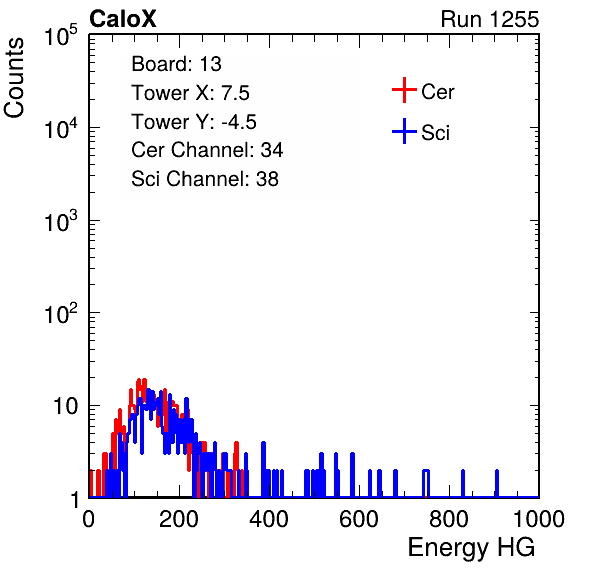 CaloX Run 1255
Counts
Board: 13
Tower X: 7.5
Tower Y: -4.5
Cer Channel: 34
Sci Channel: 38
Cer
Sci
10^5
10^4
10^3
10^2
10
1
0 200 400 600 800 1000
Energy HG